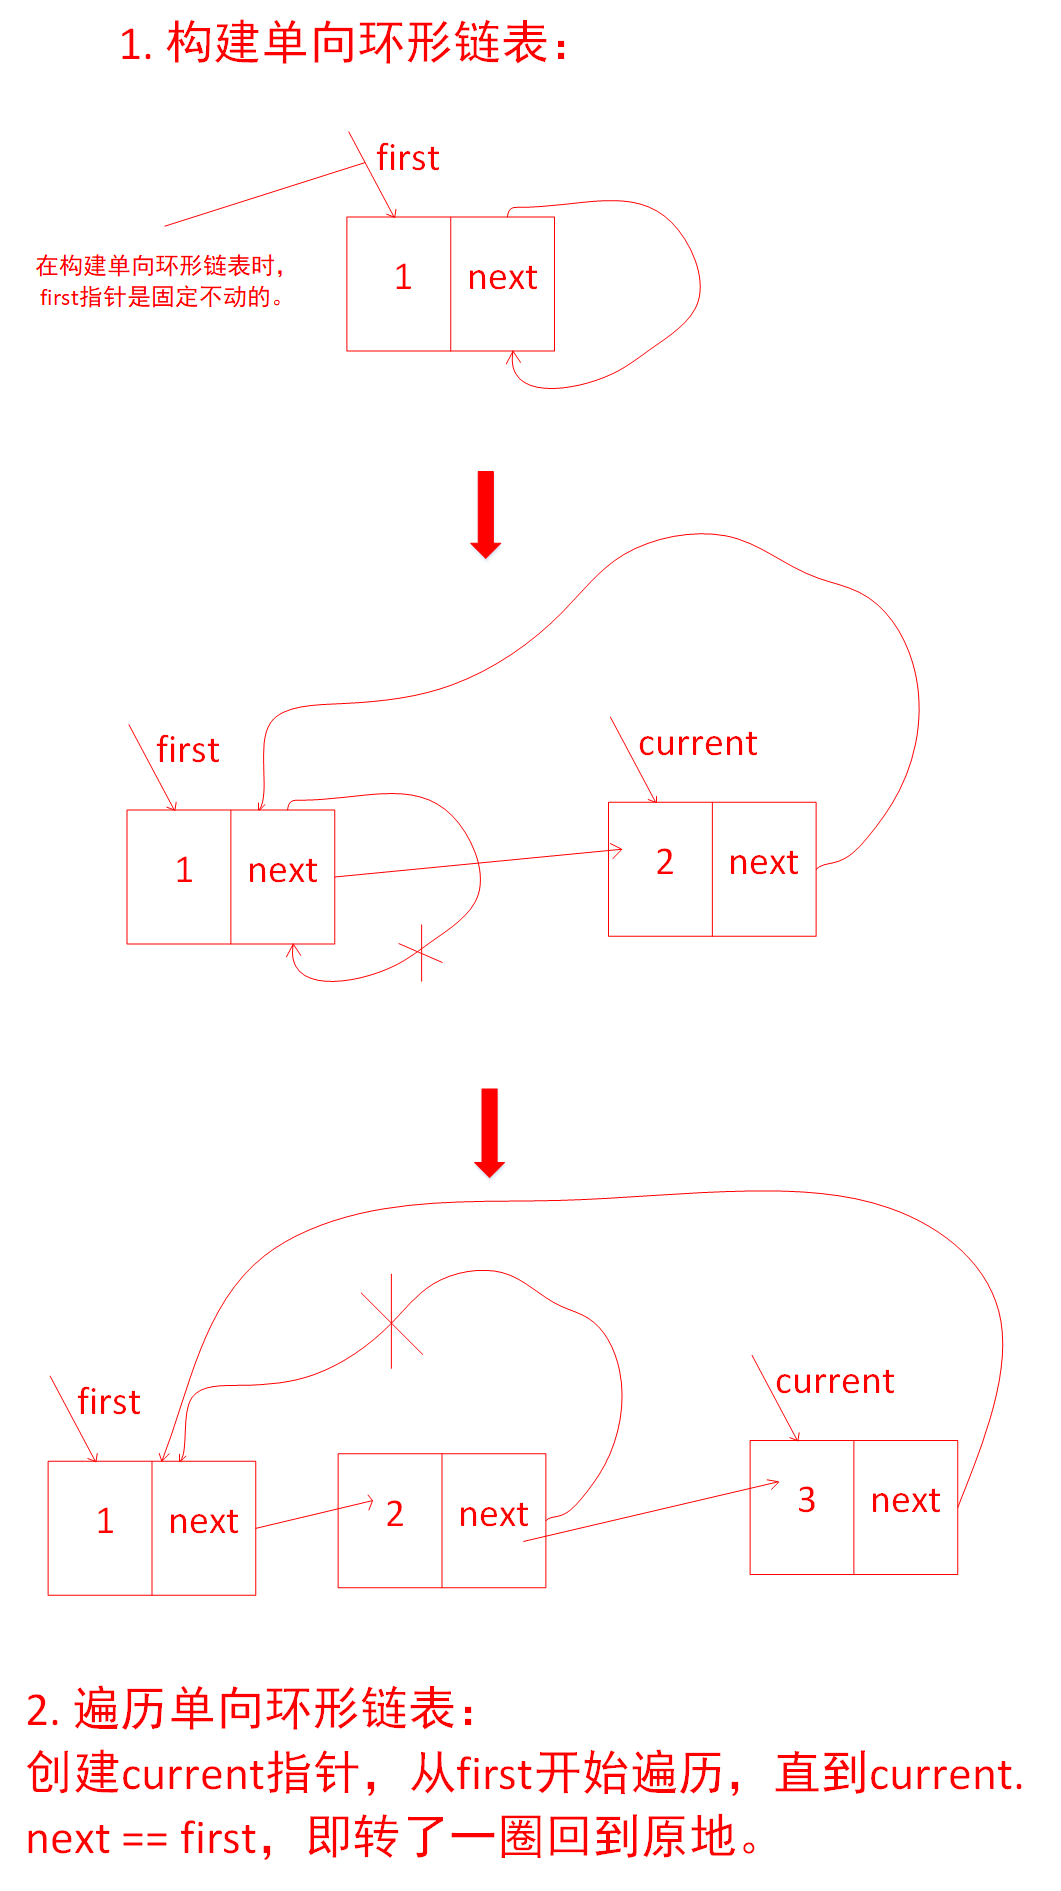 1. 构建单向环形链表：
first
在构建单向环形链表时，
first指针是固定不动的。
1 next
first
current
1 next
2 next
first
current
1 next
2 next
3 next
2. 遍历单向环形链表：
创建current指针，从first开始遍历，直到current.
next == first，即转了一圈回到原地。